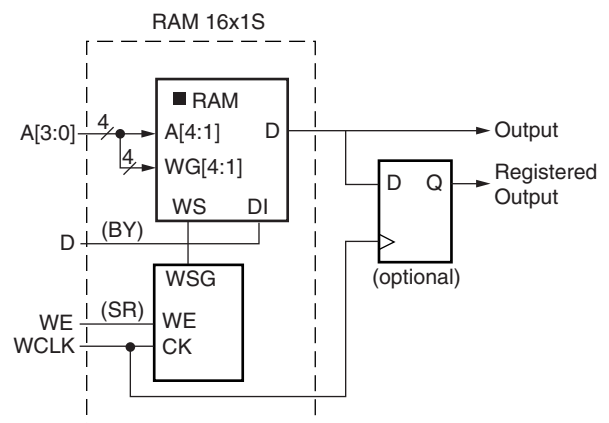 RAM 16x1S
RAM
A[3:0]
4
A[4:1]
D
Output
4
WG[4:1]
D
Q
Registered
Output
WS
DI
D
(BY)
(optional)
WSG
WE
(SR)
WE
WCLK
CK